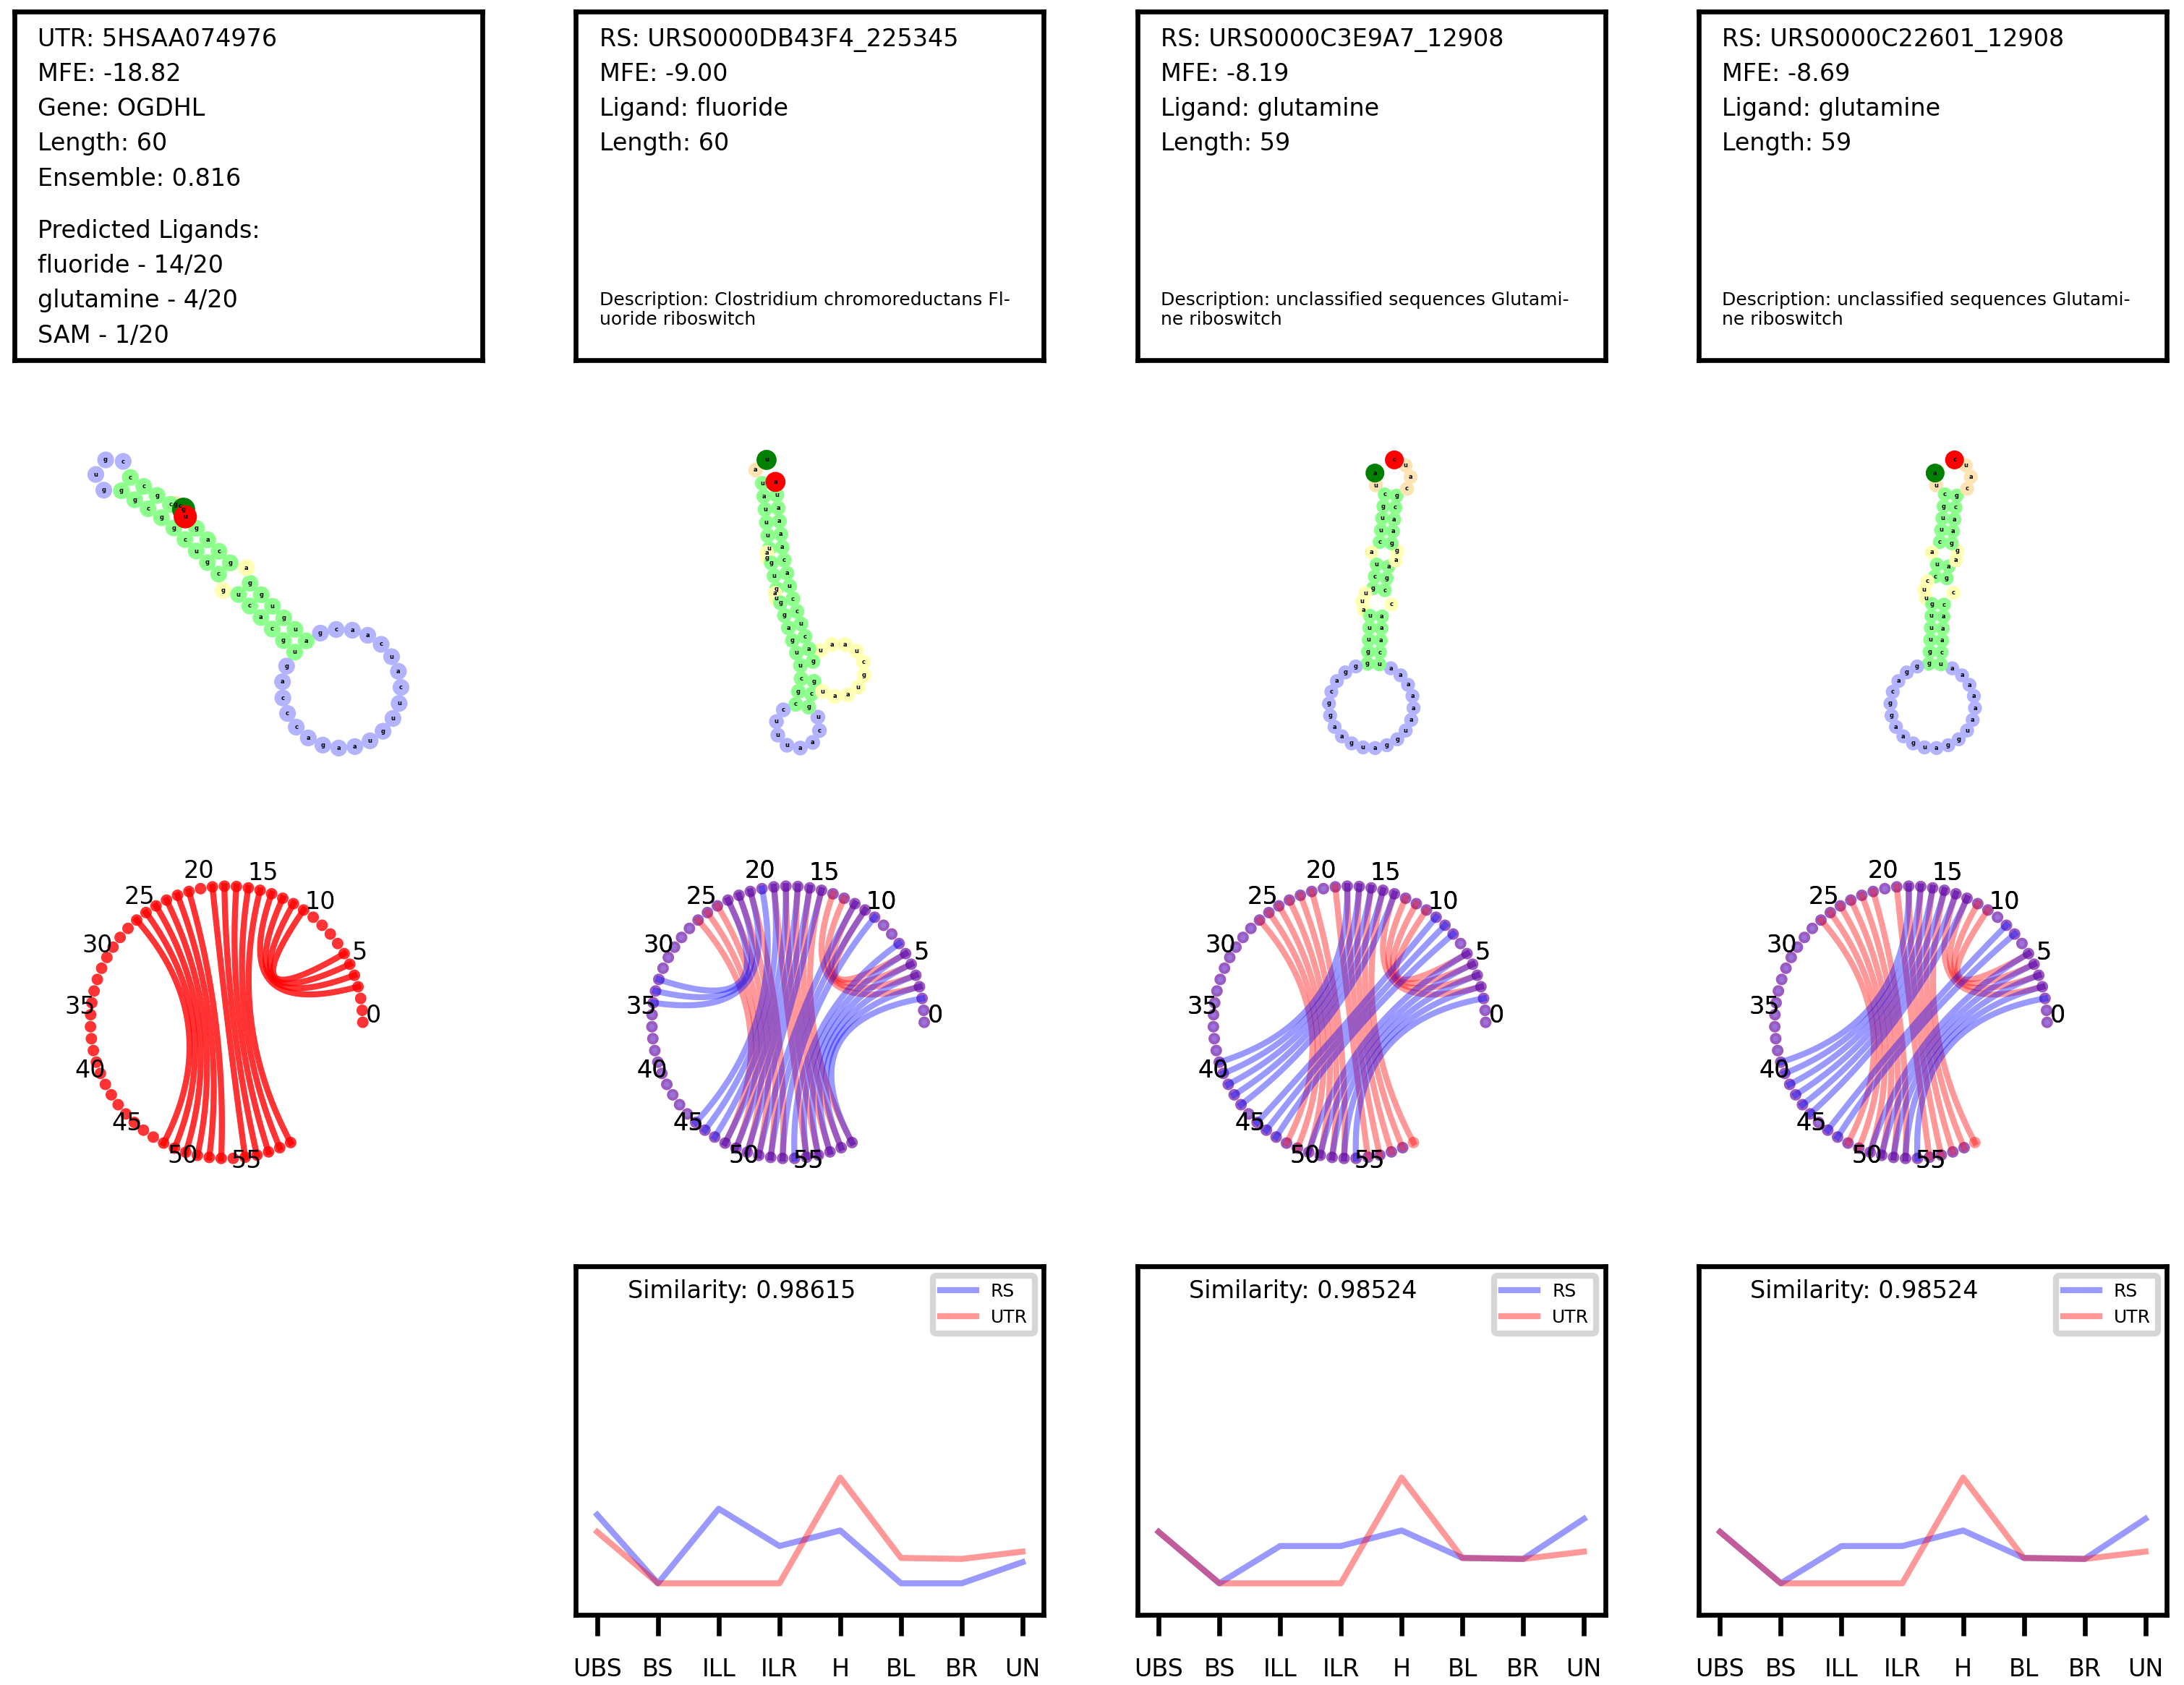 UTR: 5HSAA074976
MFE: -18.82
Gene: OGDHL
Length: 60
Ensemble: 0.816
Predicted Ligands:
fluoride - 14/20
glutamine - 4/20
SAM - 1/20
RS: URS0000DB43F4_225345
MFE: -9.00
Ligand: fluoride
Length: 60
Description: Clostridium chromoreductans Fl-
uoride riboswitch
RS: URS0000C3E9A7_12908
MFE: -8.19
Ligand: glutamine
Length: 59
Description: unclassified sequences Glutami-
ne riboswitch
RS: URS0000C22601_12908
MFE: -8.69
Ligand: glutamine
Length: 59
Description: unclassified sequences Glutami-
ne riboswitch
0
5
10
15
20
25
30
35
40
45
50
55
0
5
10
15
20
25
30
35
40
45
50
55
0
5
10
15
20
25
30
35
40
45
50
55
0
5
10
15
20
25
30
35
40
45
50
55
Similarity: 0.98615
RS
UTR
UBS BS ILL ILR H BL BR UN
Similarity: 0.98524
RS
UTR
UBS BS ILL ILR H BL BR UN
Similarity: 0.98524
RS
UTR
UBS BS ILL ILR H BL BR UN